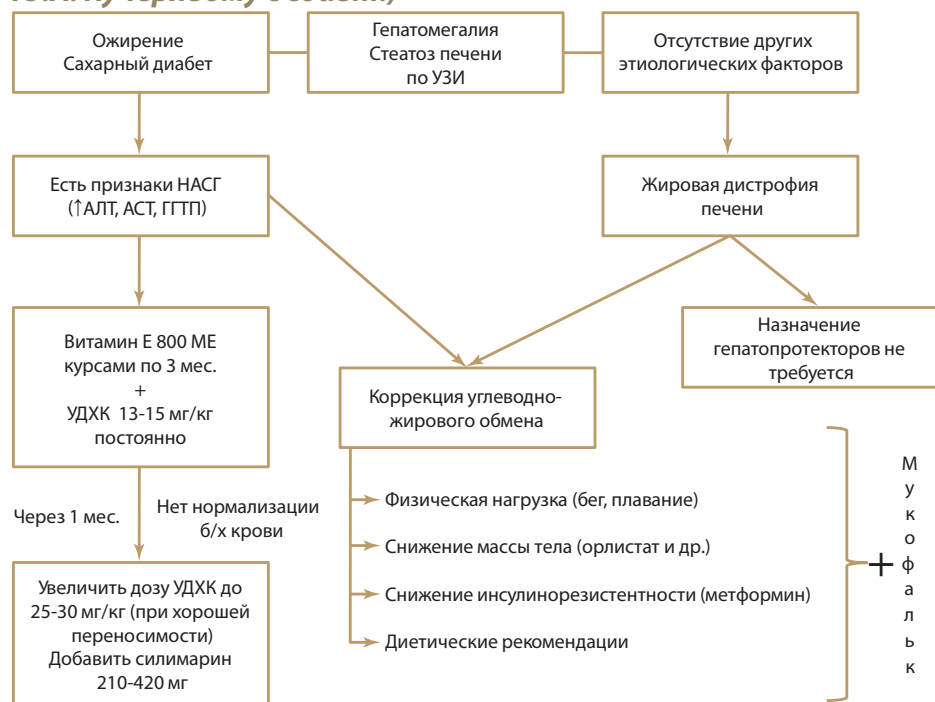 Ожирение
Сахарный диабет
Гепатомегалия
Стеатоз печени
по УЗИ
Отсутствие других
этиологических факторов
Есть признаки НАСГ
(↑АЛТ, АСТ, ГГТП)
Жировая дистрофия
печени
Витамин Е 800 МЕ
курсами по 3 мес.
+
УДХК 13-15 мг/кг
постоянно
Назначение
гепатопротекторов не
требуется
Коррекция углеводно-
жирового обмена
Через 1 мес.
Нет нормализации
б/х крови
Физическая нагрузка (бег, плавание)
Снижение массы тела (орлистат и др.)
Снижение инсулинорезистентности (метформин)
Диетические рекомендации
+
Мукофальк
Увеличить дозу УДХК до
25-30 мг/кг (при хорошей
переносимости)
Добавить силимарин
210-420 мг